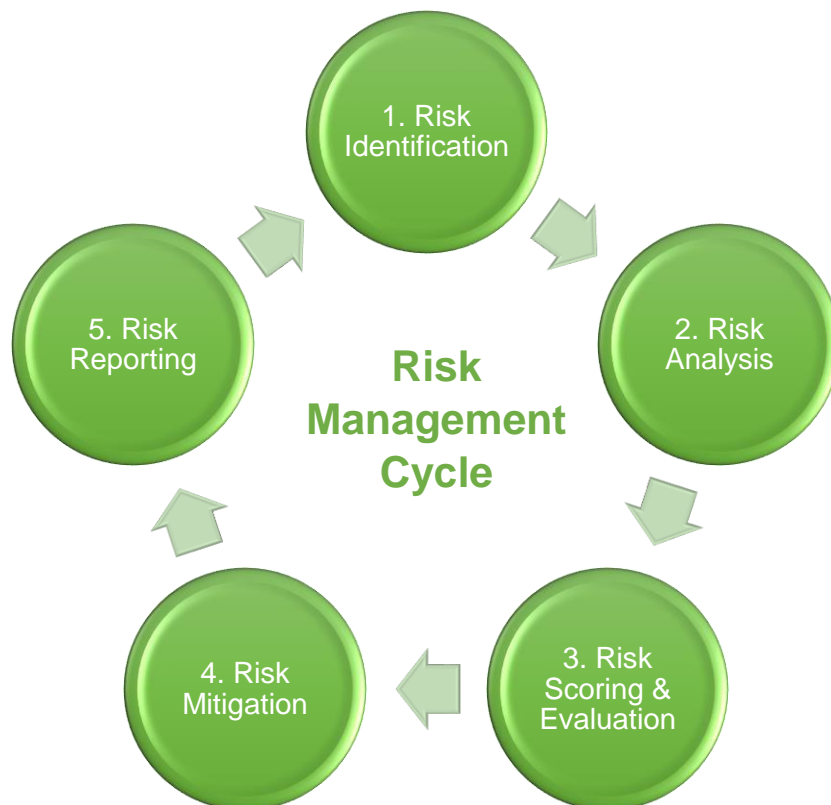 1. Risk
Identification
2. Risk
Analysis
3. Risk
Scoring &
Evaluation
4. Risk
Mitigation
5. Risk
Reporting
Risk
Management
Cycle